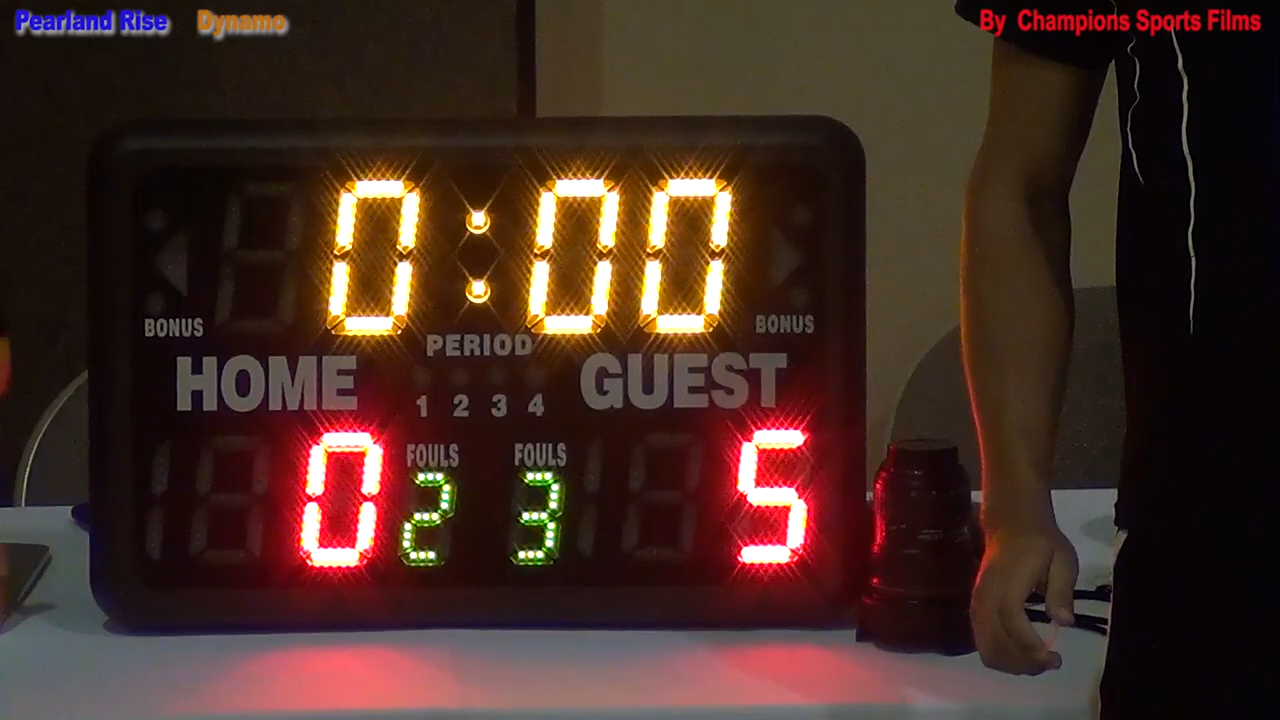 Pearland Rise Dynamo
By Champions Sports Films
0:00
BONUS
BONUS
PERIOD
HOME
GUEST
1 2 3 4
FOULS
FOULS
0
2
3
5